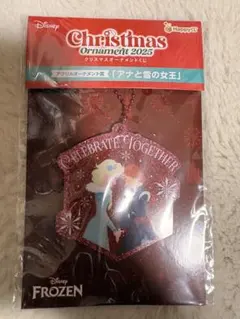 Disney
Christmas
Ornament 2025
クリスマスオーナメントくじ
Happyくじ
アクリルオーナメント賞
「アナと雪の女王」
CELEBRATE TOGETHER
Disney
FROZEN